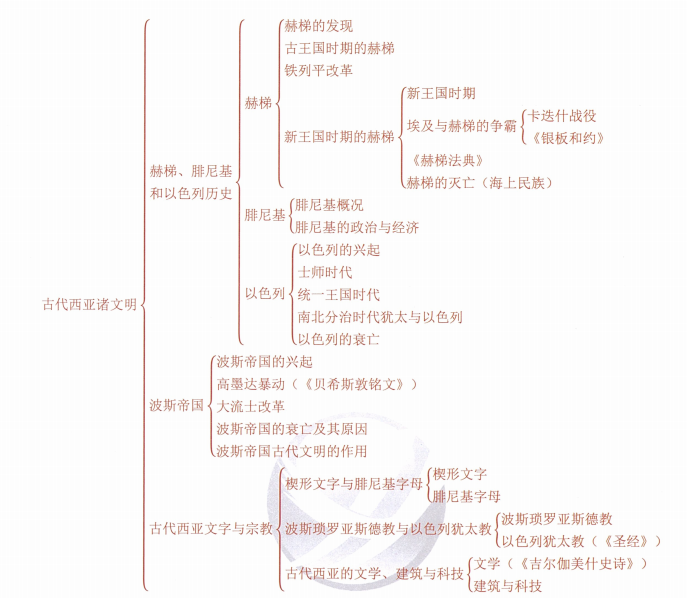 赫梯的发现
古王国时期的赫梯
铁列平改革
新王国时期
卡迭什战役
埃及与赫梯的争霸
《银板和约》
赫梯
新王国时期的赫梯
《赫梯法典》
赫梯、腓尼基
和以色列历史
赫梯的灭亡（海上民族）
腓尼基概况
腓尼基
腓尼基的政治与经济
以色列的兴起
士师时代
以色列
统一王国时代
南北分治时代犹太与以色列
以色列的衰亡
古代西亚诸文明
波斯帝国的兴起
高墨达暴动（《贝希斯敦铭文》）
波斯帝国
大流士改革
波斯帝国的衰亡及其原因
波斯帝国古代文明的作用
楔形文字
楔形文字与腓尼基字母
腓尼基字母
古代西亚文字与宗教
波斯琐罗亚斯德教与以色列犹太教
波斯琐罗亚斯德教
以色列犹太教（《圣经》）
古代西亚的文学、建筑与科技
文学（《吉尔伽美什史诗》）
建筑与科技